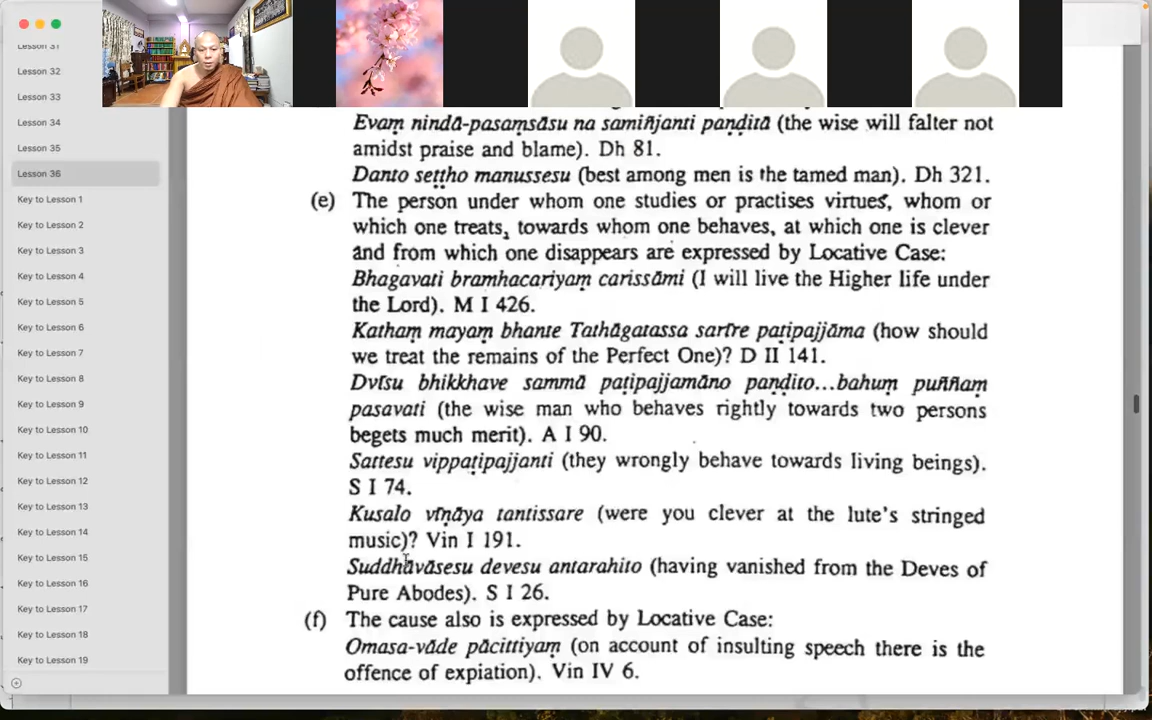 Lesson 31
Lesson 32
Lesson 33
Lesson 34
Lesson 35
Lesson 36
Key to Lesson 1
Key to Lesson 2
Key to Lesson 3
Key to Lesson 4
Key to Lesson 5
Key to Lesson 6
Key to Lesson 7
Key to Lesson 8
Key to Lesson 9
Key to Lesson 10
Key to Lesson 11
Key to Lesson 12
Key to Lesson 13
Key to Lesson 14
Key to Lesson 15
Key to Lesson 16
Key to Lesson 17
Key to Lesson 18
Key to Lesson 19
Evaṃ nindā-pasaṃsāsu na samiñjanti paṇḍitā (the wise will falter not
amidst praise and blame). Dh 81.
Danto seṭṭho manussesu (best among men is the tamed man). Dh 321.
(e) The person under whom one studies or practises virtues, whom or
which one treats, towards whom one behaves, at which one is clever
and from which one disappears are expressed by Locative Case:
Bhagavati bramhacariyaṃ carissāmi (I will live the Higher life under
the Lord). M I 426.
Kathaṃ mayaṃ bhante Tathāgatassa sarīre paṭipajjāma (how should
we treat the remains of the Perfect One)? D II 141.
Dvīsu bhikkhave sammā paṭipajjamāno paṇḍito...bahuṃ puññaṃ
pasavati (the wise man who behaves rightly towards two persons
begets much merit). A I 90.
Sattesu vippaṭipajjanti (they wrongly behave towards living beings).
S I 74.
Kusalo vīṇāya tantissare (were you clever at the lute's stringed
music)? Vin I 191.
Suddhāvāsesu devesu antarahito (having vanished from the Deves of
Pure Abodes). S I 26.
(f) The cause also is expressed by Locative Case:
Omasa-vāde pācittiyaṃ (on account of insulting speech there is the
offence of expiation). Vin IV 6.